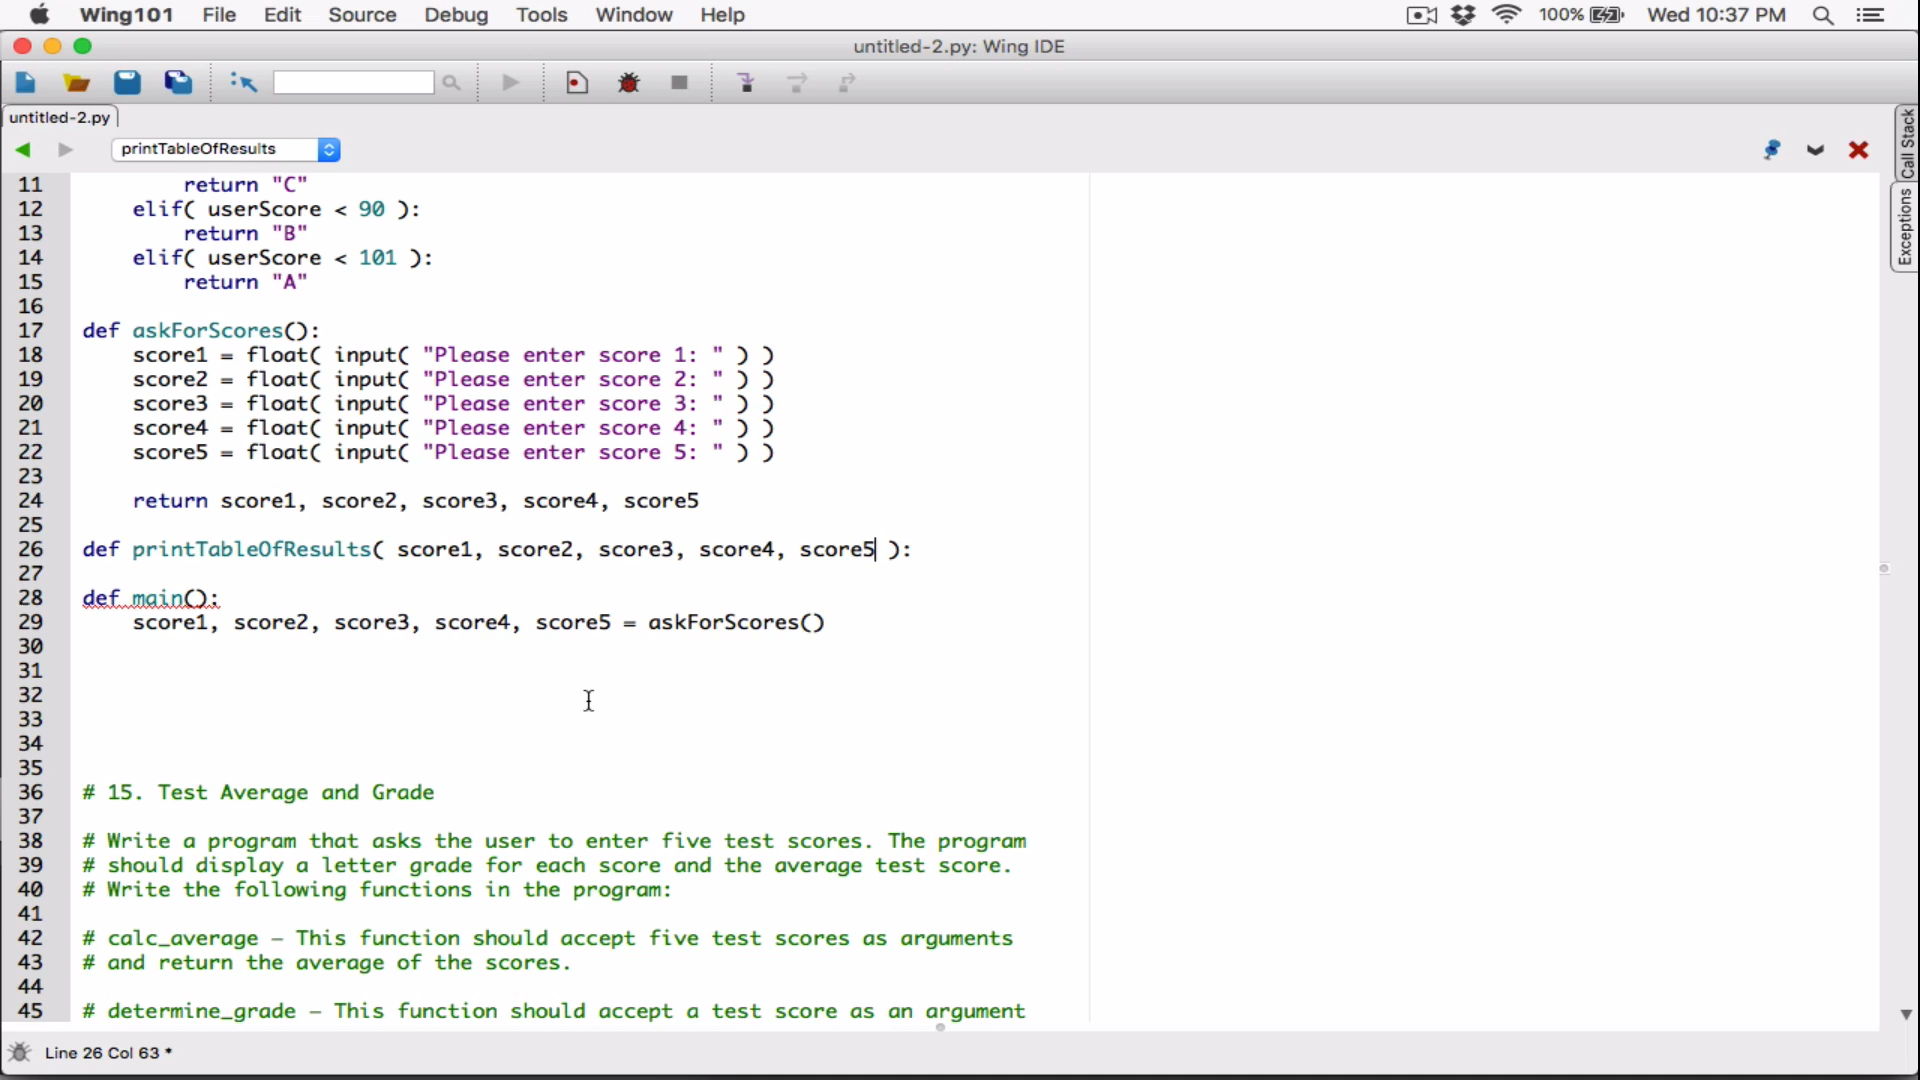 Wing101 File Edit Source Debug Tools Window Help 100% Wed 10:37 PM
untitled-2.py: Wing IDE
untitled-2.py
printTableOfResults
Call Stack
Exceptions
11 return "C"
12 elif( userScore < 90 ):
13 return "B"
14 elif( userScore < 101 ):
15 return "A"
16
17 def askForScores():
18 score1 = float( input( "Please enter score 1: " ) )
19 score2 = float( input( "Please enter score 2: " ) )
20 score3 = float( input( "Please enter score 3: " ) )
21 score4 = float( input( "Please enter score 4: " ) )
22 score5 = float( input( "Please enter score 5: " ) )
23
24 return score1, score2, score3, score4, score5
25
26 def printTableOfResults( score1, score2, score3, score4, score5 ):
27
28 def main():
29 score1, score2, score3, score4, score5 = askForScores()
30
31
32
33
34
35
36 # 15. Test Average and Grade
37
38 # Write a program that asks the user to enter five test scores. The program
39 # should display a letter grade for each score and the average test score.
40 # Write the following functions in the program:
41
42 # calc_average – This function should accept five test scores as arguments
43 # and return the average of the scores.
44
45 # determine_grade – This function should accept a test score as an argument
Line 26 Col 63 *